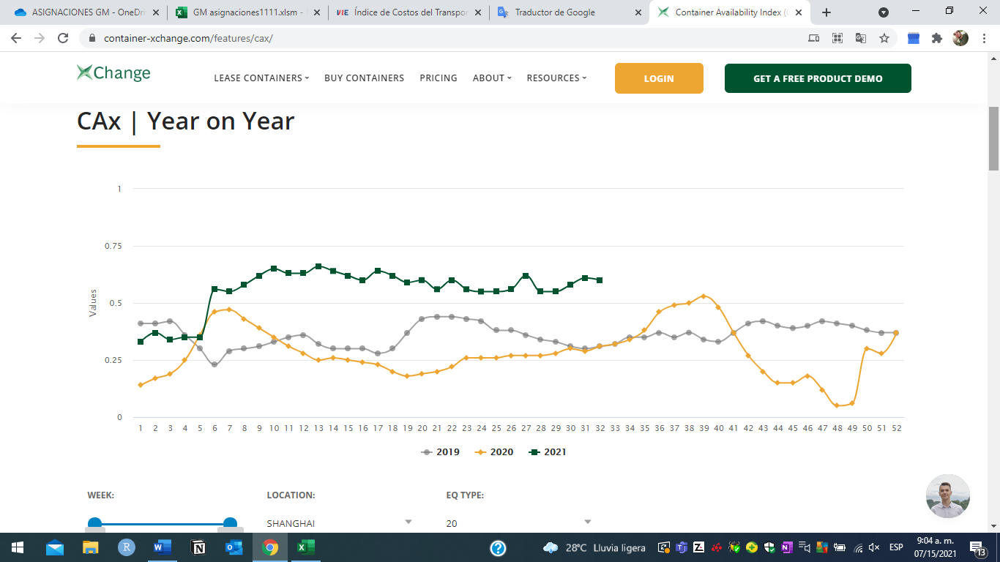 ASIGNACIONES GM - OneDri
GM asignaciones1111.xlsm -
Índice de Costos del Transpor
Traductor de Google
Container Availability Index (
container-xchange.com/features/cax/
XChange
LEASE CONTAINERS
BUY CONTAINERS
PRICING
ABOUT
RESOURCES
LOGIN
GET A FREE PRODUCT DEMO
CAx | Year on Year
1
0.75
0.5
0.25
0
Values
1 2 3 4 5 6 7 8 9 10 11 12 13 14 15 16 17 18 19 20 21 22 23 24 25 26 27 28 29 30 31 32 33 34 35 36 37 38 39 40 41 42 43 44 45 46 47 48 49 50 51 52
2019 2020 2021
WEEK: LOCATION: EQ TYPE:
SHANGHAI 20
28°C Lluvia ligera
ESP
9:04 a. m.
07/15/2021
13